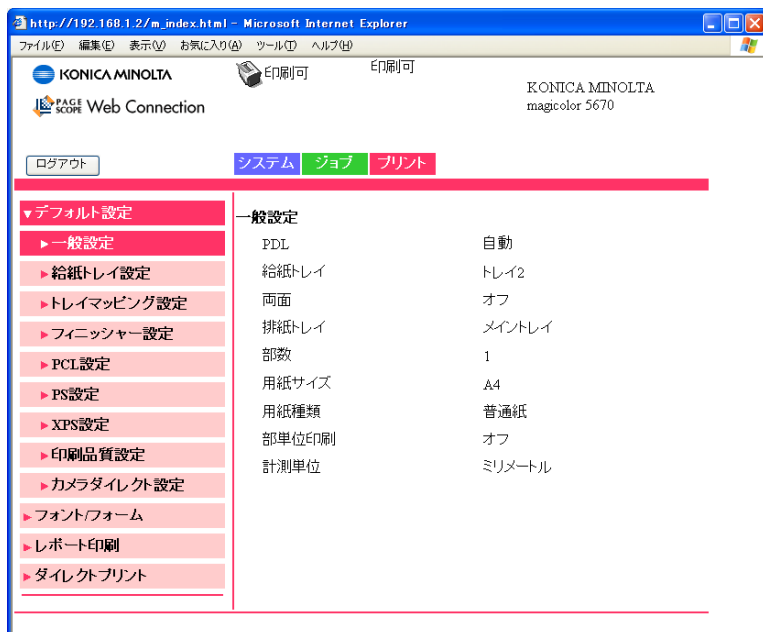 http://192.168.1.2/m_index.html - Microsoft Internet Explorer
ファイル(F) 編集(E) 表示(V) お気に入り(A) ツール(T) ヘルプ(H)
KONICA MINOLTA
印刷可
印刷可
KONICA MINOLTA
magicolor 5670
PAGE SCOPE Web Connection
ログアウト
システム ジョブ プリント
▼デフォルト設定
▶一般設定
▶給紙トレイ設定
▶トレイマッピング設定
▶フィニッシャー設定
▶PCL設定
▶PS設定
▶XPS設定
▶印刷品質設定
▶カメラダイレクト設定
▶フォント/フォーム
▶レポート印刷
▶ダイレクトプリント
一般設定
PDL 自動
給紙トレイ トレイ2
両面 オフ
排紙トレイ メイントレイ
部数 1
用紙サイズ A4
用紙種類 普通紙
部単位印刷 オフ
計測単位 ミリメートル